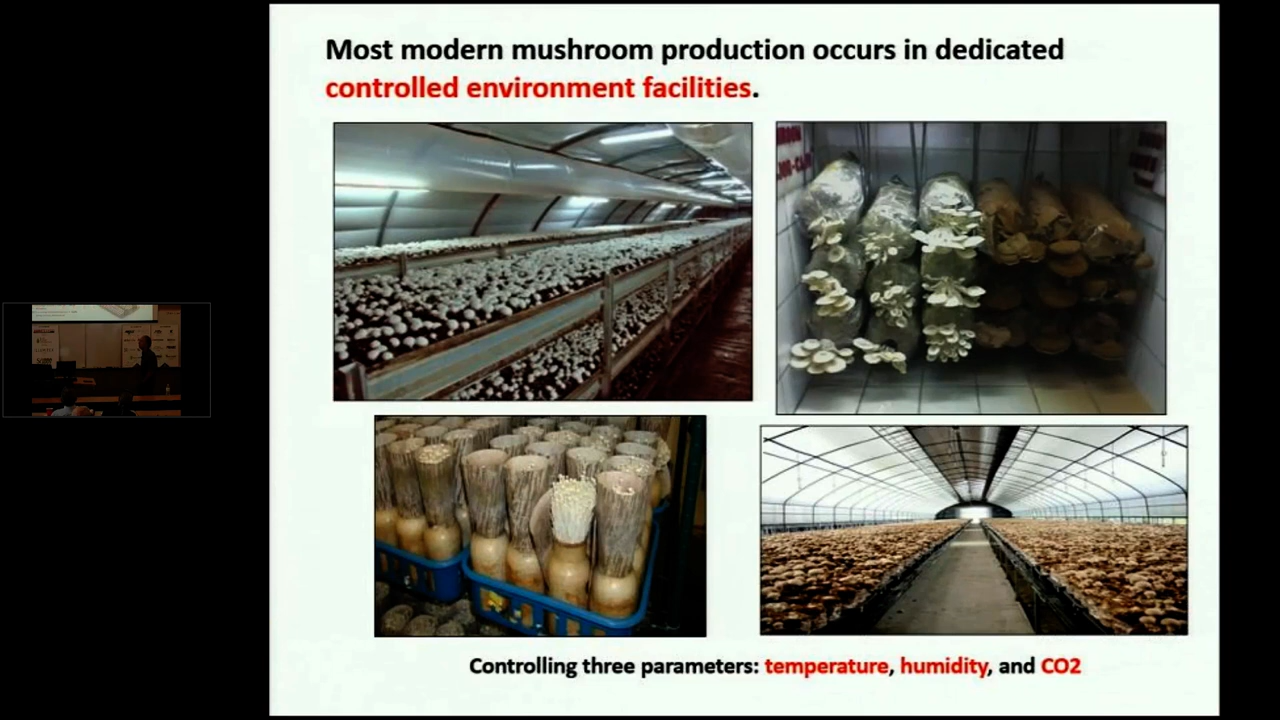 Most modern mushroom production occurs in dedicated
controlled environment facilities.
Controlling three parameters: temperature, humidity, and CO2